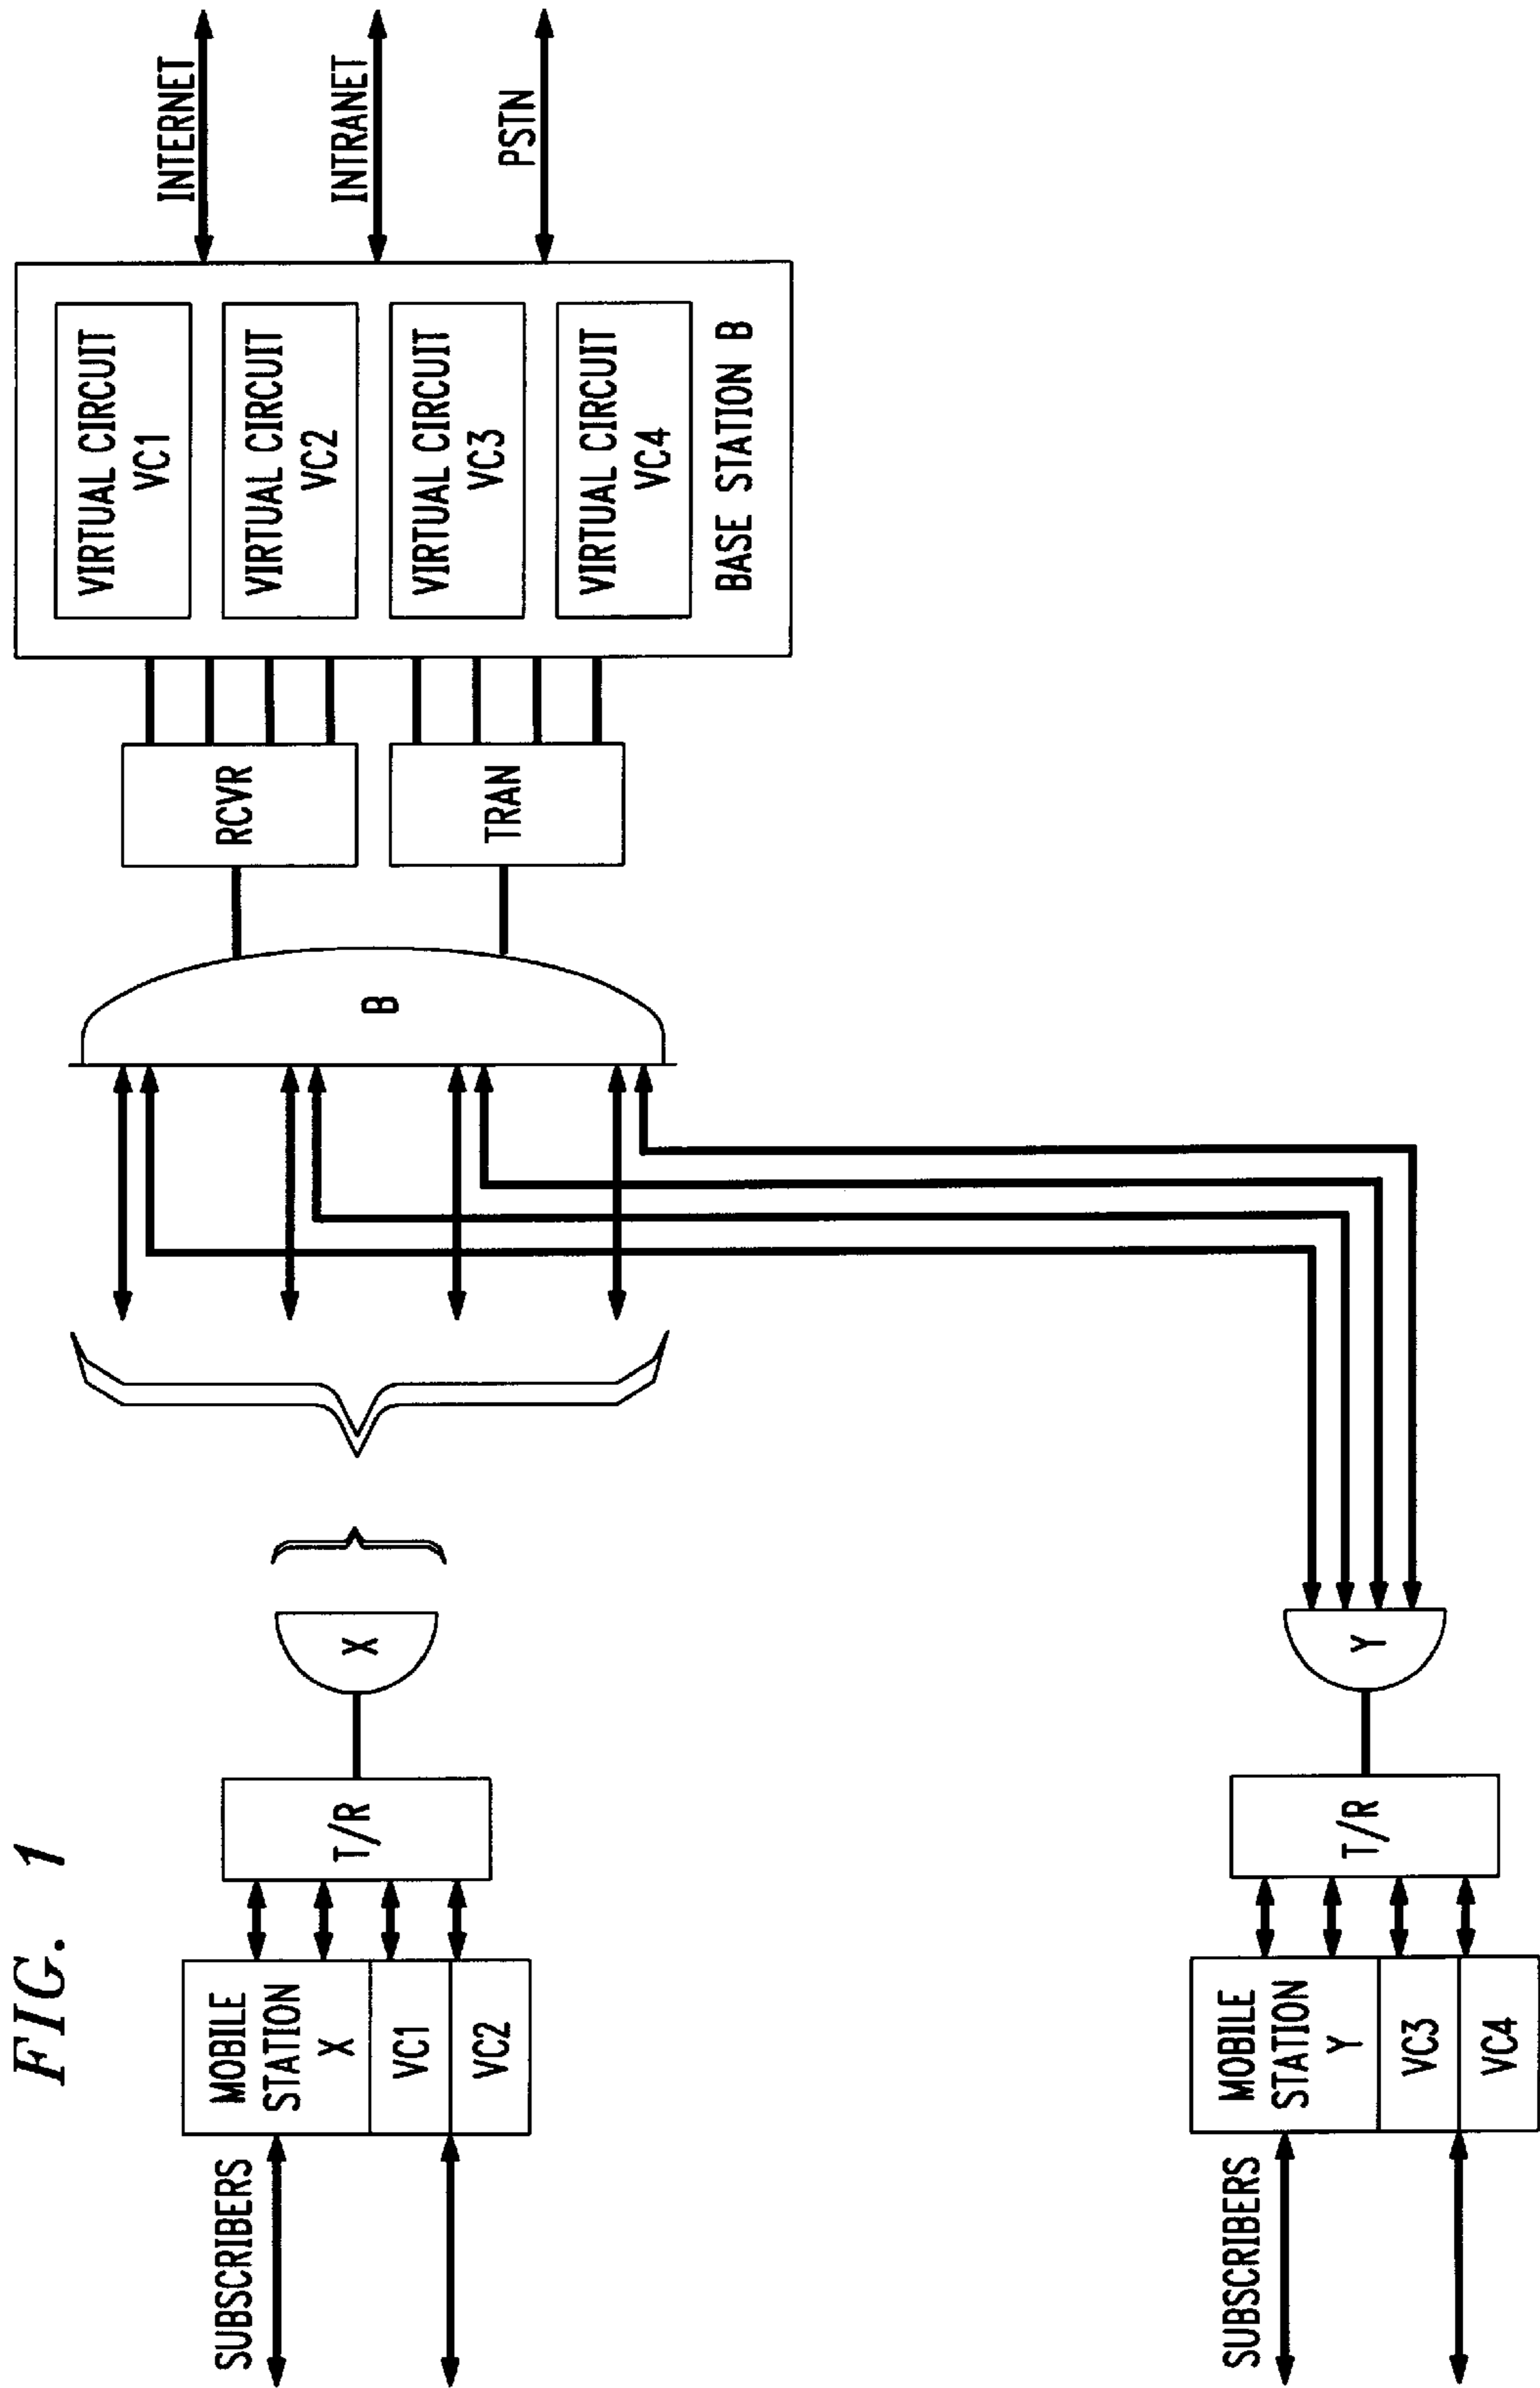 FIG. 1
SUBSCRIBERS
MOBILE
STATION
X
VC1
VC2
T/R
X
B
RCVR
TRAN
VIRTUAL CIRCUIT
VC1
VIRTUAL CIRCUIT
VC2
VIRTUAL CIRCUIT
VC3
VIRTUAL CIRCUIT
VC4
BASE STATION B
INTERNET
INTRANET
PSTN
SUBSCRIBERS
MOBILE
STATION
Y
VC3
VC4
T/R
Y